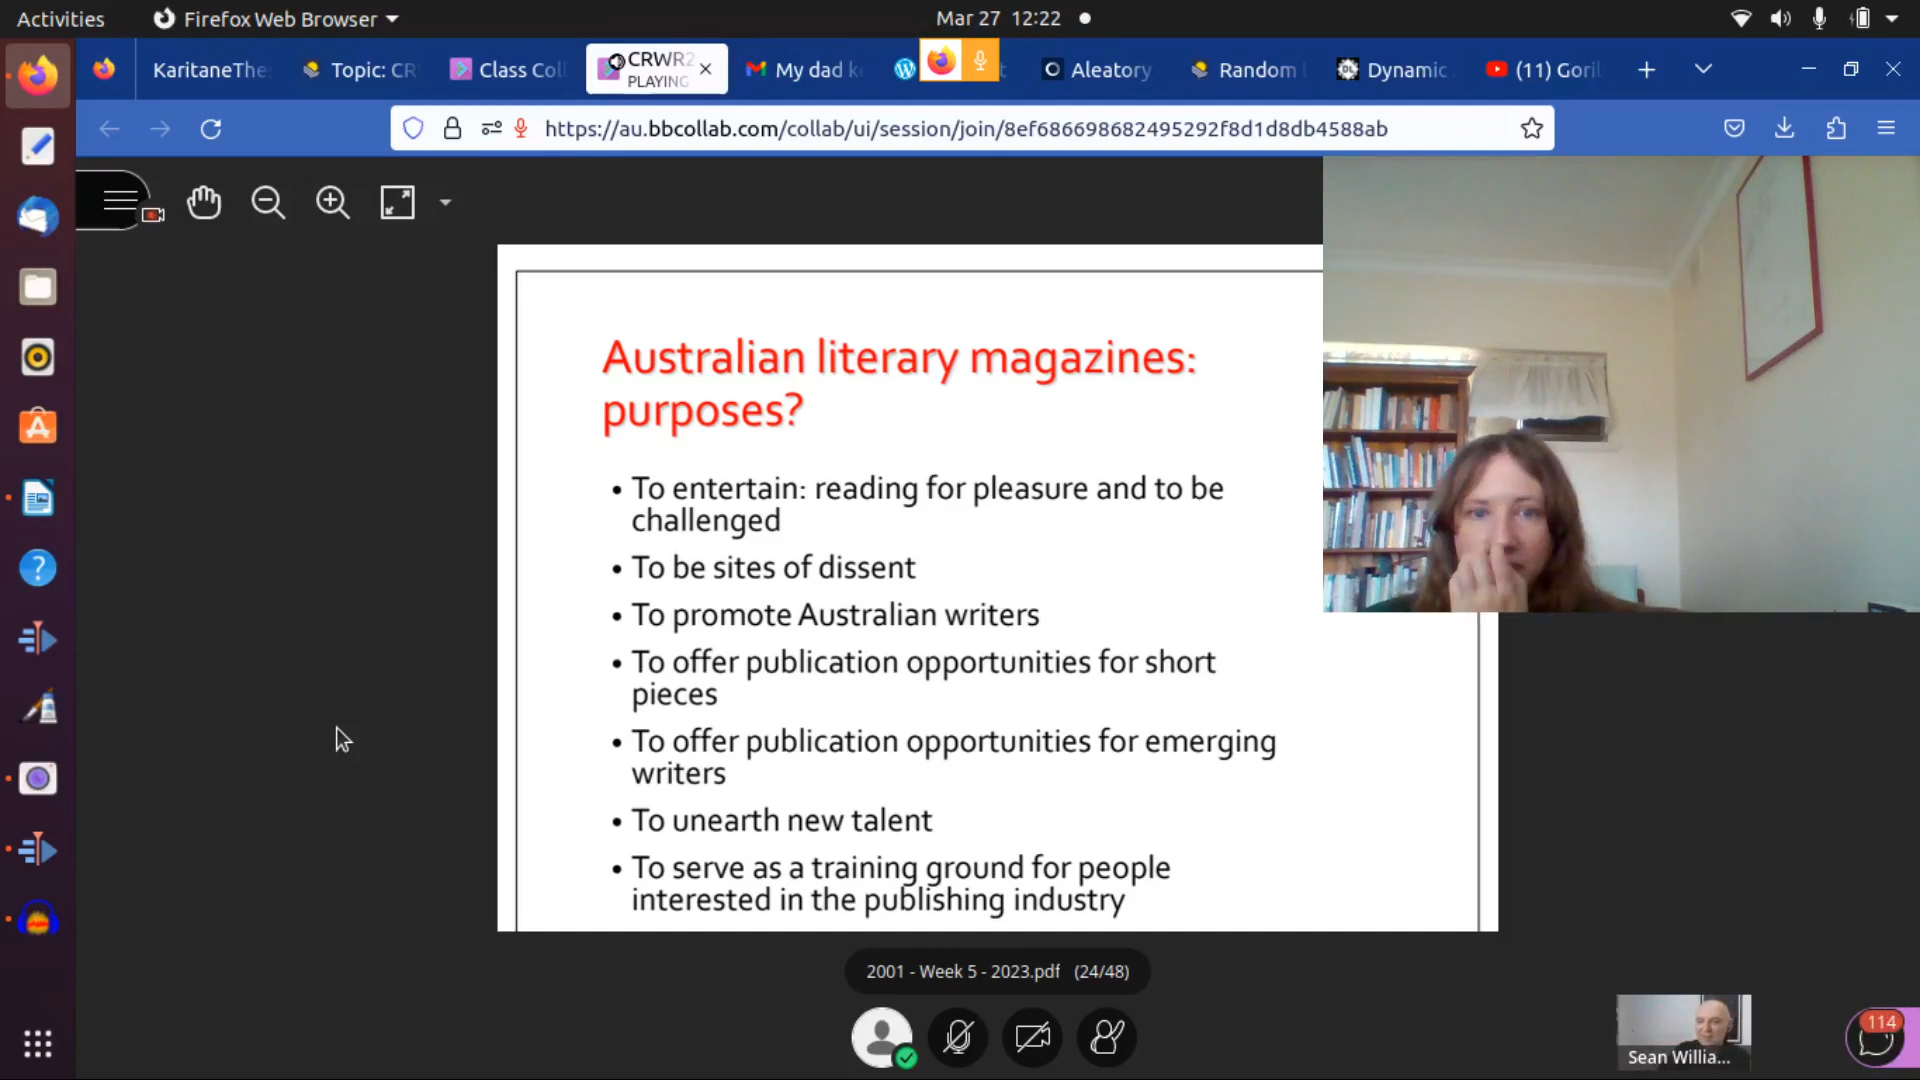 Activities
Firefox Web Browser
Mar 27 12:22
KaritaneThe
Topic: CR
Class Col
CRWR2
PLAYING
My dad k
Aleatory
Random
Dynamic
(11) Goril
https://au.bbcollab.com/collab/ui/session/join/8ef686698682495292f8d1d8db4588ab
Australian literary magazines:
purposes?
• To entertain: reading for pleasure and to be
challenged
• To be sites of dissent
• To promote Australian writers
• To offer publication opportunities for short
pieces
• To offer publication opportunities for emerging
writers
• To unearth new talent
• To serve as a training ground for people
interested in the publishing industry
2001 - Week 5 - 2023.pdf (24/48)
Sean Willia...
114